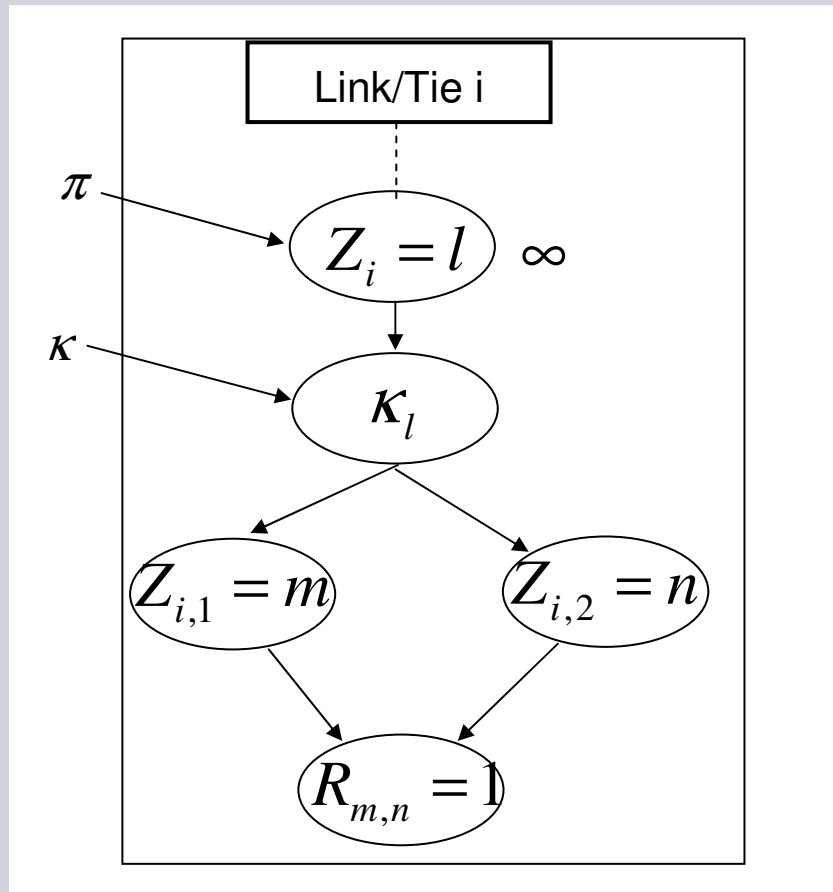 Link/Tie i
π
Z_i = l ∞
κ
κ_l
Z_{i,1} = m Z_{i,2} = n
R_{m,n} = 1